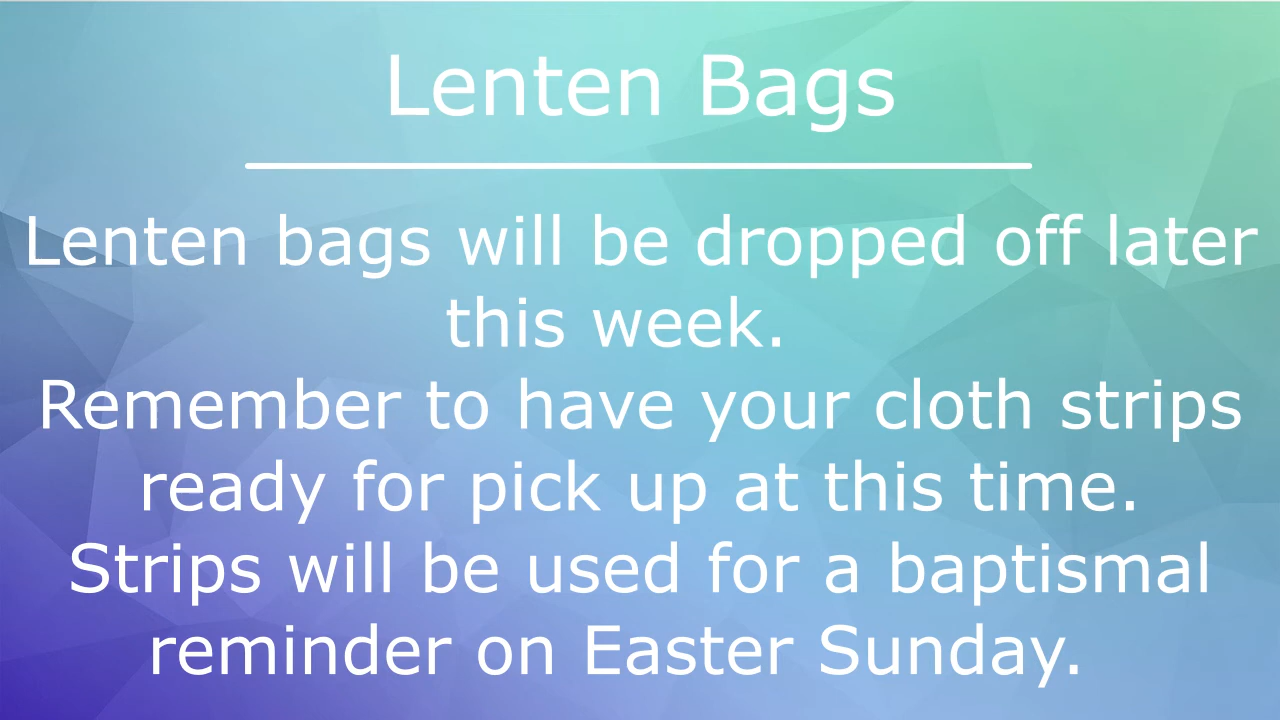 Lenten Bags
Lenten bags will be dropped off later
this week.
Remember to have your cloth strips
ready for pick up at this time.
Strips will be used for a baptismal
reminder on Easter Sunday.